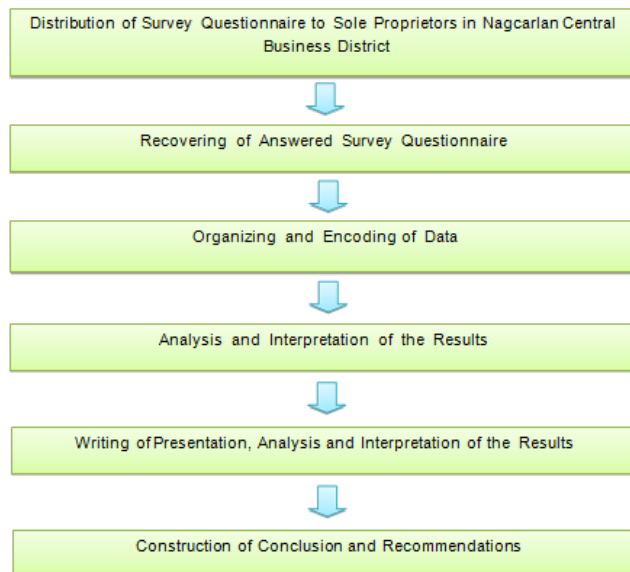 Distribution of Survey Questionnaire to Sole Proprietors in Nagcarlan Central
Business District
Recovering of Answered Survey Questionnaire
Organizing and Encoding of Data
Analysis and Interpretation of the Results
Writing of Presentation, Analysis and Interpretation of the Results
Construction of Conclusion and Recommendations